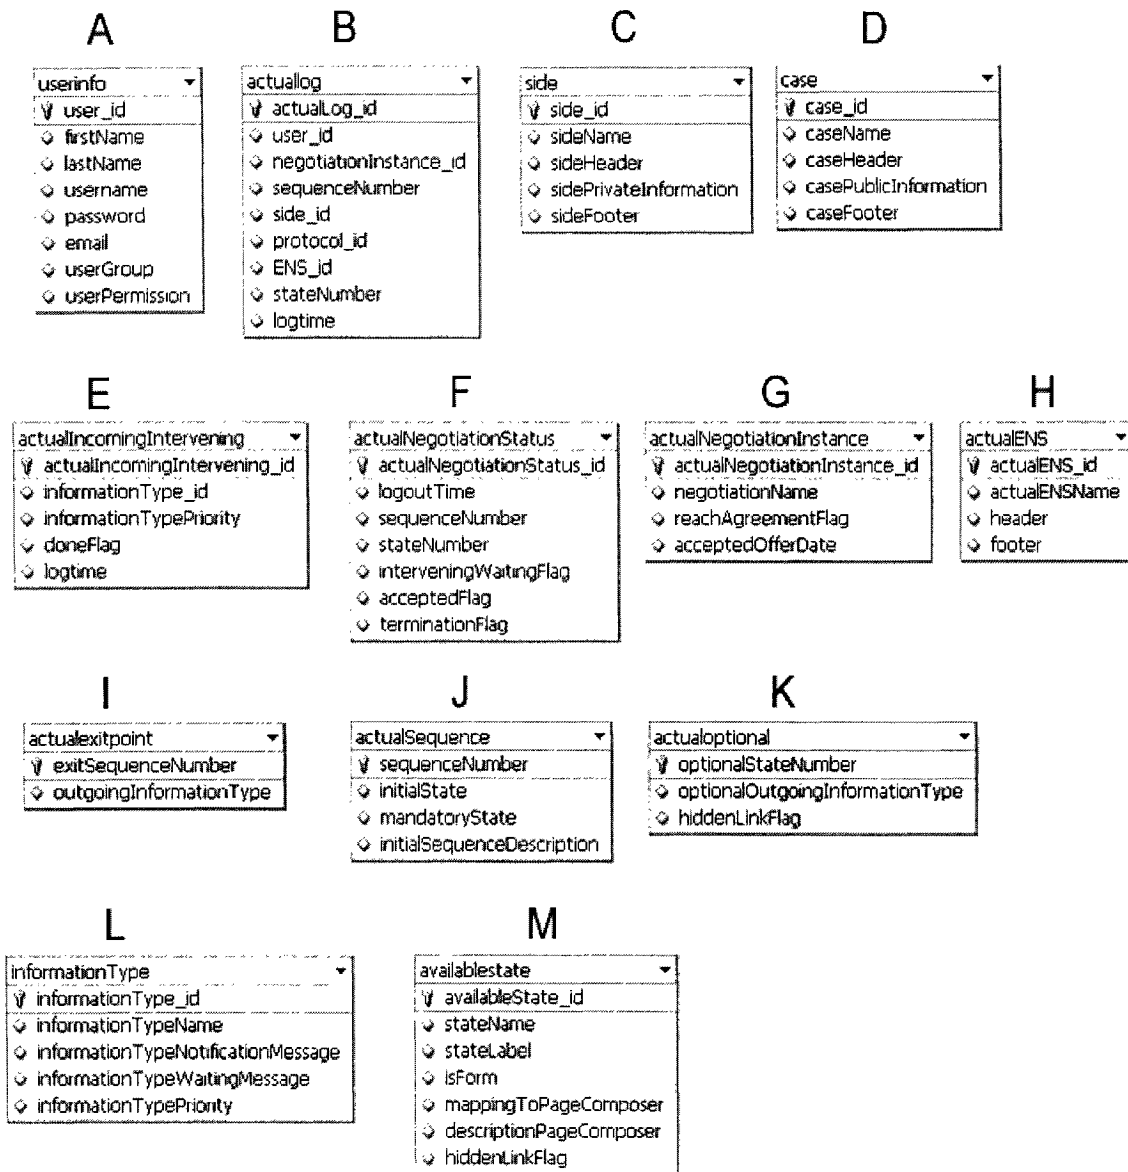 A B C D
userinfo
user_id
firstName
lastName
username
password
email
userGroup
userPermission
actuallog
actualLog_id
user_id
negotiationInstance_id
sequenceNumber
side_id
protocol_id
ENS_id
stateNumber
logtime
side
side_id
sideName
sideHeader
sidePrivateInformation
sideFooter
case
case_id
caseName
caseHeader
casePublicInformation
caseFooter
E F G H
actualIncomingIntervening
actualIncomingIntervening_id
informationType_id
informationTypePriority
doneFlag
logtime
actualNegotiationStatus
actualNegotiationStatus_id
logoutTime
sequenceNumber
stateNumber
interveningWaitingFlag
acceptedFlag
terminationFlag
actualNegotiationInstance
actualNegotiationInstance_id
negotiationName
reachAgreementFlag
acceptedOfferDate
actualENS
actualENS_id
actualENSName
header
footer
I J K
actualexitpoint
exitSequenceNumber
outgoingInformationType
actualSequence
sequenceNumber
initialState
mandatoryState
initialSequenceDescription
actualoptional
optionalStateNumber
optionalOutgoingInformationType
hiddenLinkFlag
L M
informationType
informationType_id
informationTypeName
informationTypeNotificationMessage
informationTypeWaitingMessage
informationTypePriority
availablestate
availableState_id
stateName
stateLabel
isForm
mappingToPageComposer
descriptionPageComposer
hiddenLinkFlag